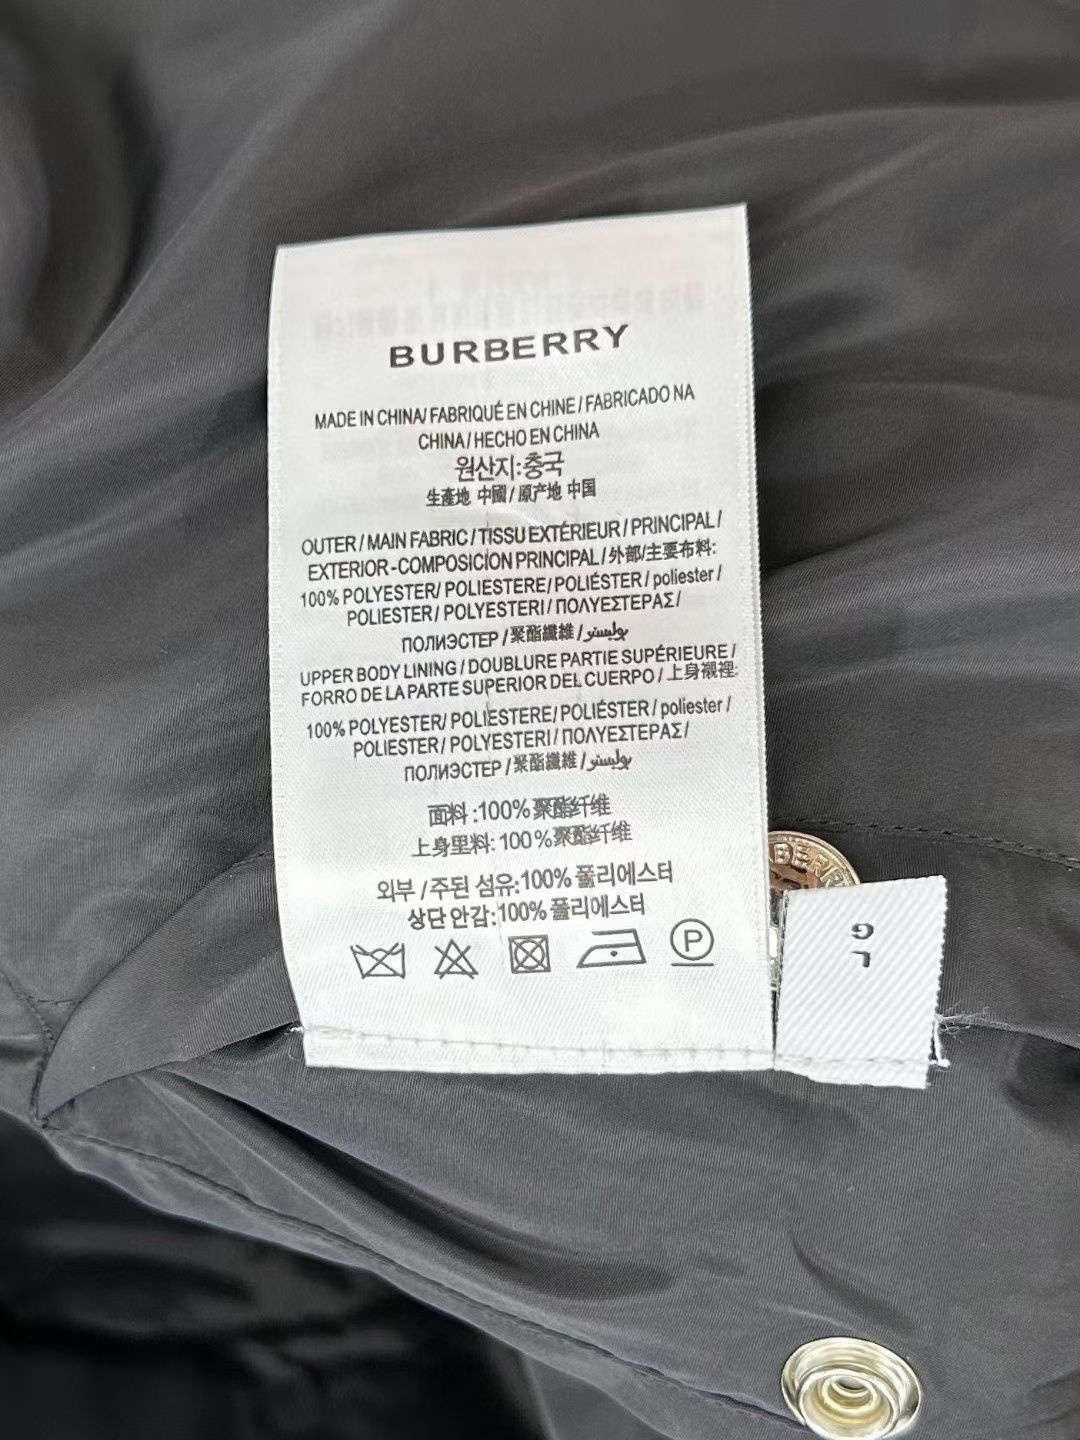 BURBERRY
MADE IN CHINA/ FABRIQUÉ EN CHINE / FABRICADO NA
CHINA / HECHO EN CHINA
원산지:충국
生產地 中國 / 原产地 中国
OUTER / MAIN FABRIC / TISSU EXTÉRIEUR / PRINCIPAL /
EXTERIOR - COMPOSICION PRINCIPAL / 外部/主要布料:
100% POLYESTER/ POLIESTERE/ POLIÉSTER / poliester /
POLIESTER / POLYESTERI / ΠΟΛΥΕΣΤΕΡΑΣ /
ПОЛИЭСТЕР / 聚酯纖維 / بوليستر
UPPER BODY LINING / DOUBLURE PARTIE SUPÉRIEURE /
FORRO DE LA PARTE SUPERIOR DEL CUERPO / 上身襯裡:
100% POLYESTER/ POLIESTERE/ POLIÉSTER / poliester /
POLIESTER / POLYESTERI / ΠΟΛΥΕΣΤΕΡΑΣ /
ПОЛИЭСТЕР / 聚酯纖維 / بوليستر
面料 :100% 聚酯纤维
上身里料: 100% 聚酯纤维
외부 / 주된 섬유:100% 폴리에스터
상단 안감:100% 폴리에스터
P
BERR
G
L